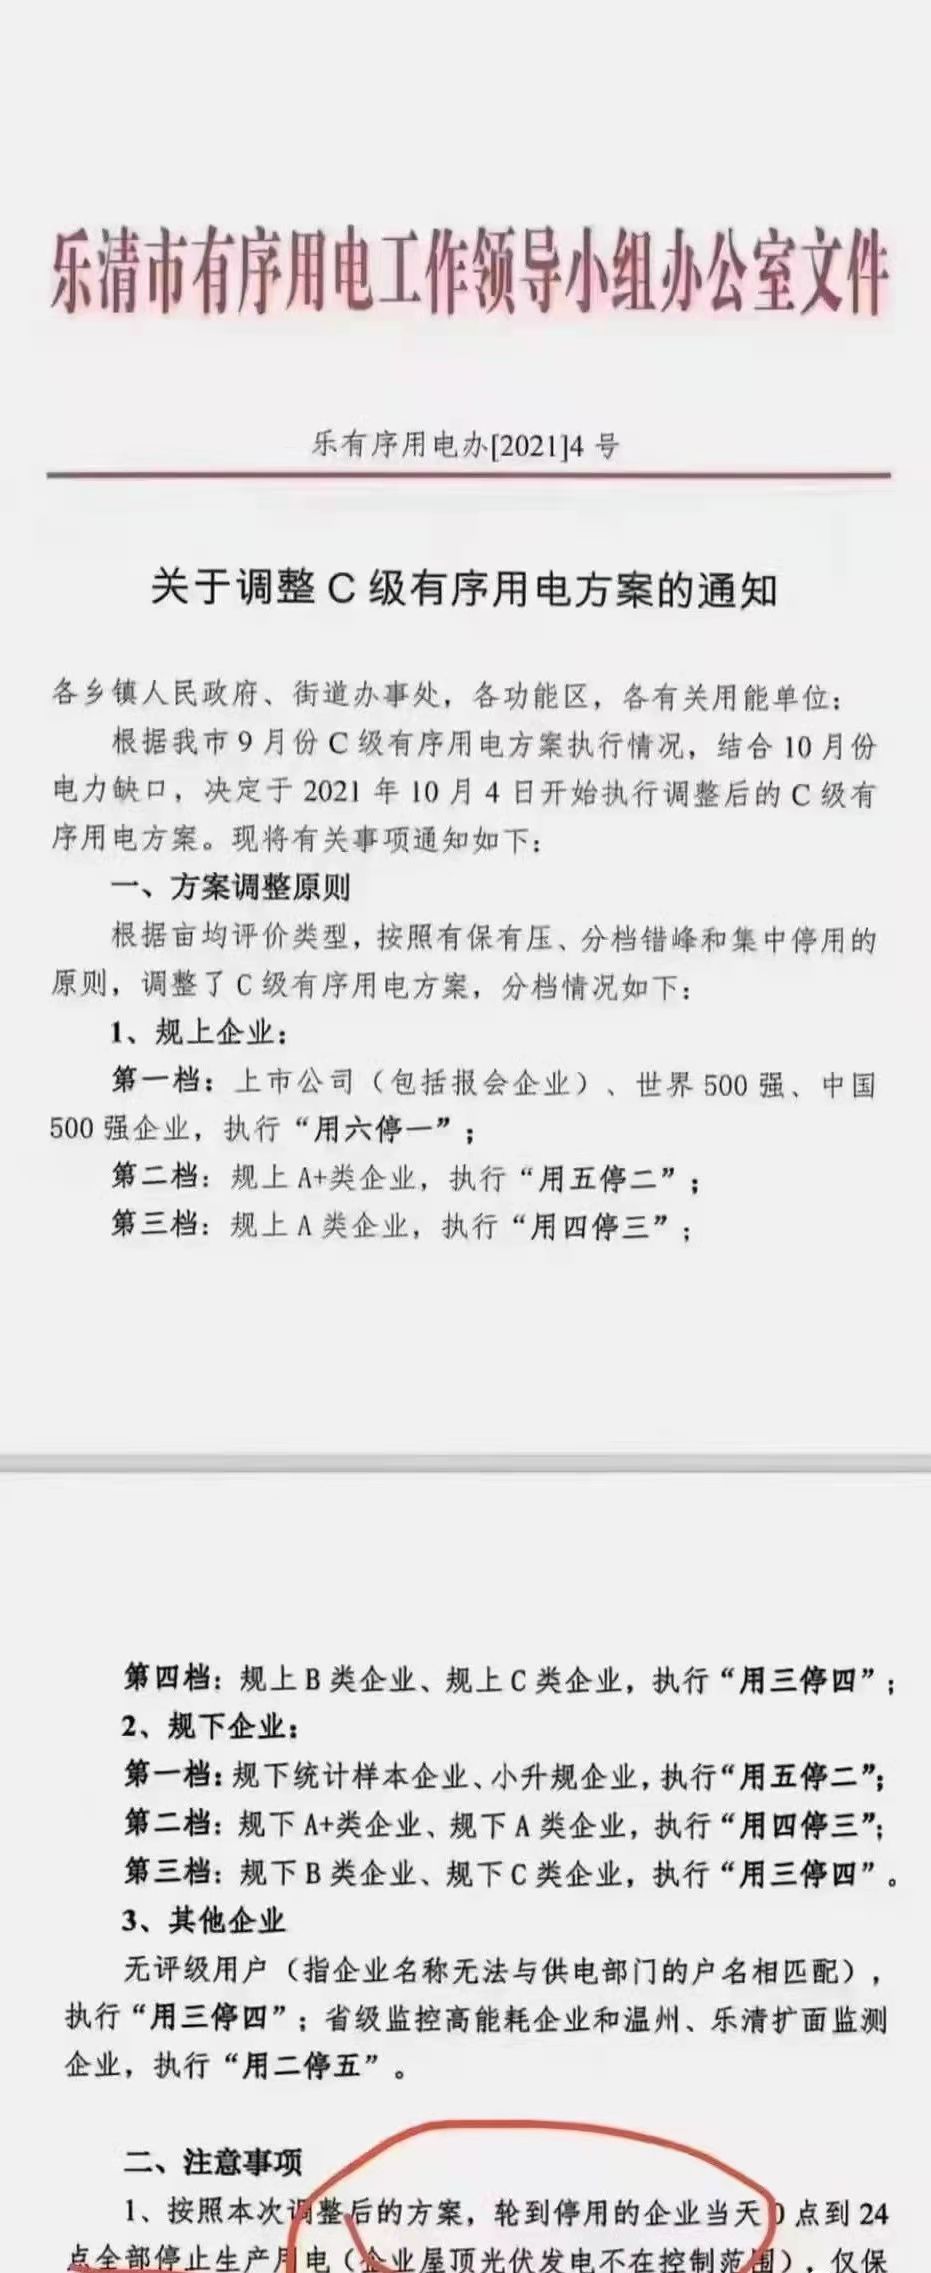 乐清市有序用电工作领导小组办公室文件
乐有序用电办[2021]4 号
关于调整 C 级有序用电方案的通知
各乡镇人民政府、街道办事处，各功能区，各有关用能单位：
根据我市 9 月份 C 级有序用电方案执行情况，结合 10 月份
电力缺口，决定于 2021 年 10 月 4 日开始执行调整后的 C 级有
序用电方案。现将有关事项通知如下：
一、方案调整原则
根据亩均评价类型，按照有保有压、分档错峰和集中停用的
原则，调整了 C 级有序用电方案，分档情况如下：
1、规上企业：
第一档：上市公司（包括报会企业）、世界 500 强、中国
500 强企业，执行“用六停一”；
第二档：规上 A+类企业，执行“用五停二”；
第三档：规上 A 类企业，执行“用四停三”；
第四档：规上 B 类企业、规上 C 类企业，执行“用三停四”；
2、规下企业：
第一档：规下统计样本企业、小升规企业，执行“用五停二”；
第二档：规下 A+类企业、规下 A 类企业，执行“用四停三”；
第三档：规下 B 类企业、规下 C 类企业，执行“用三停四”。
3、其他企业
无评级用户（指企业名称无法与供电部门的户名相匹配），
执行“用三停四”；省级监控高能耗企业和温州、乐清扩面监测
企业，执行“用二停五”。
二、注意事项
1、按照本次调整后的方案，轮到停用的企业当天 0 点到 24
点全部停止生产用电（企业屋顶光伏发电不在控制范围），仅保